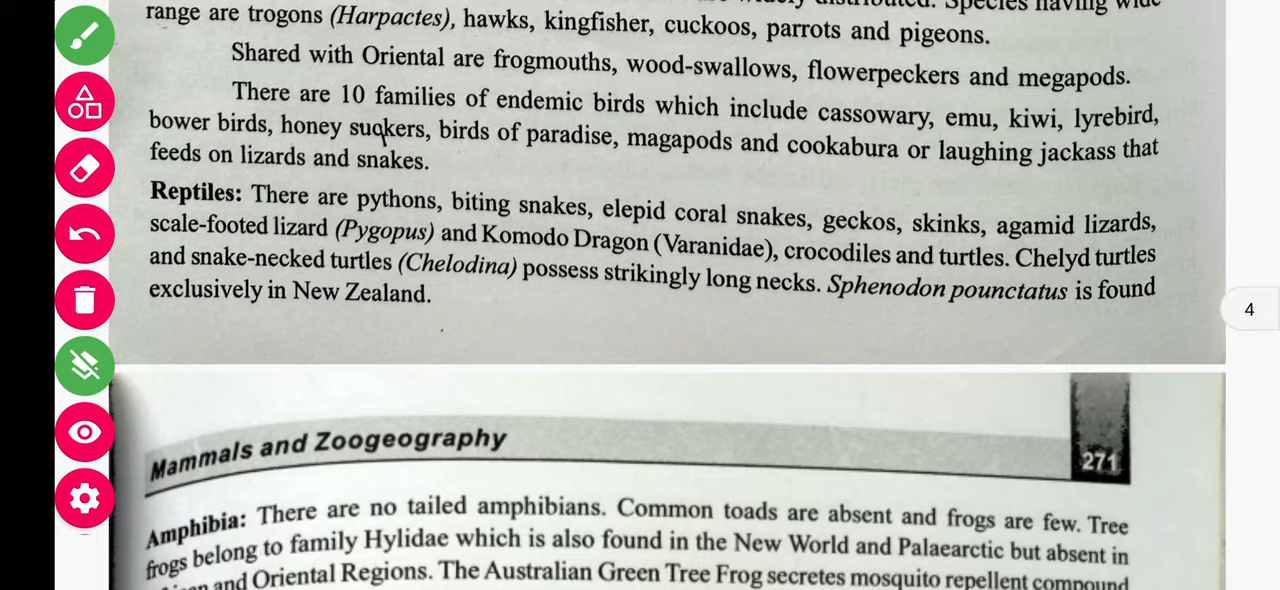 range are trogons (Harpactes), hawks, kingfisher, cuckoos, parrots and pigeons.
Shared with Oriental are frogmouths, wood-swallows, flowerpeckers and megapods.
There are 10 families of endemic birds which include cassowary, emu, kiwi, lyrebird,
bower birds, honey suckers, birds of paradise, magapods and cookabura or laughing jackass that
feeds on lizards and snakes.
Reptiles: There are pythons, biting snakes, elepid coral snakes, geckos, skinks, agamid lizards,
scale-footed lizard (Pygopus) and Komodo Dragon (Varanidae), crocodiles and turtles. Chelyd turtles
and snake-necked turtles (Chelodina) possess strikingly long necks. Sphenodon pounctatus is found
exclusively in New Zealand.
4
Mammals and Zoogeography
271
Amphibia: There are no tailed amphibians. Common toads are absent and frogs are few. Tree
frogs belong to family Hylidae which is also found in the New World and Palaearctic but absent in
and Oriental Regions. The Australian Green Tree Frog secretes mosquito repellent compound